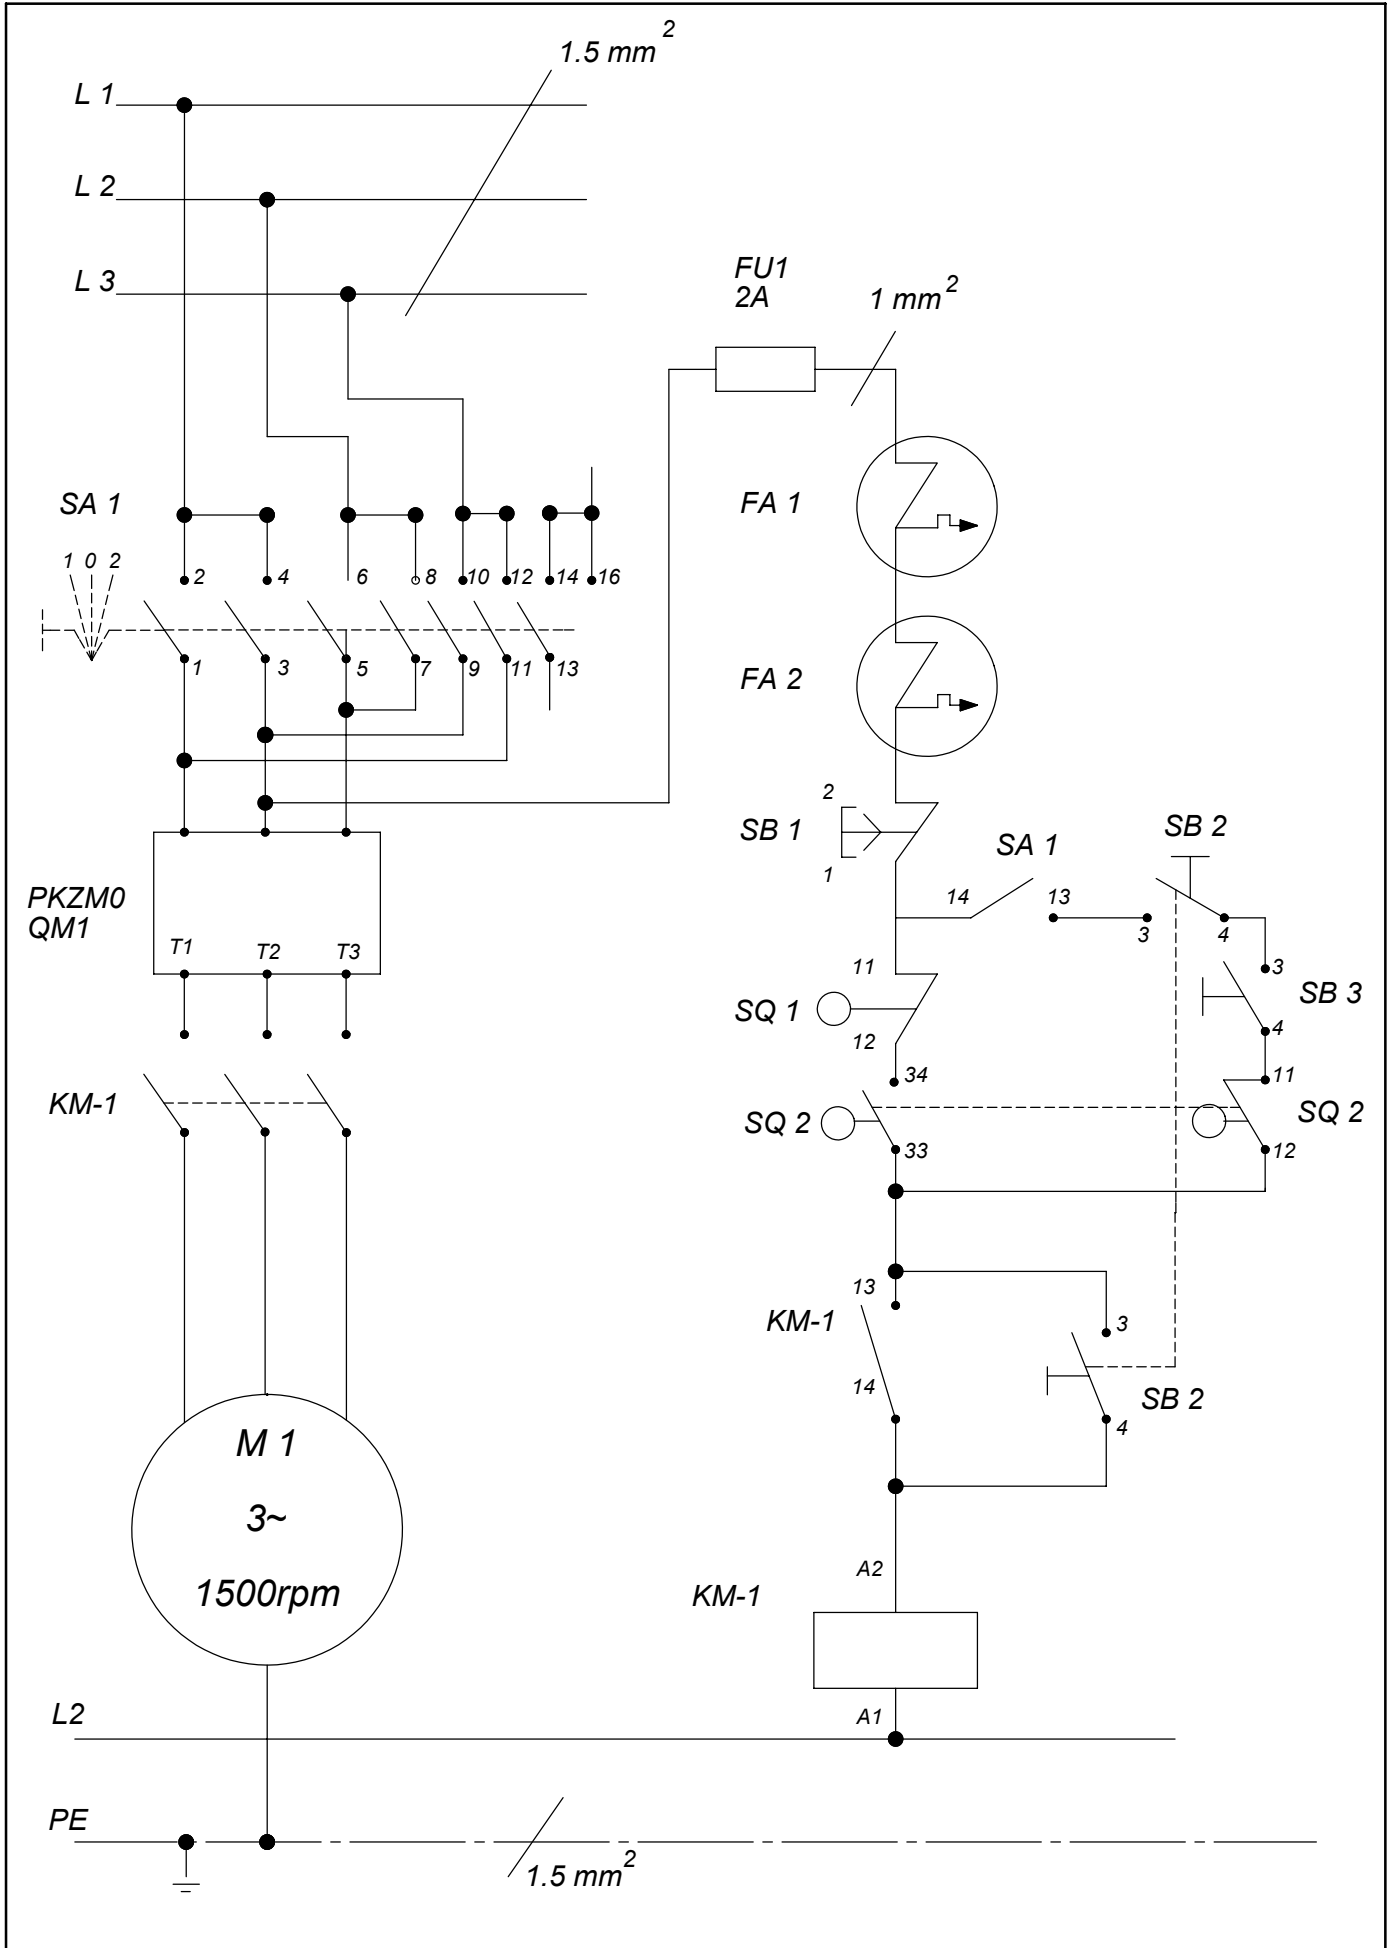 1.5 mm²
L 1
L 2
L 3
FU1
2A
1 mm²
SA 1
FA 1
1 0 2
2 4 6 8 10 12 14 16
1 3 5 7 9 11 13
FA 2
2
SB 1
1
SA 1
SB 2
14 13
3 4
PKZM0
QM1
T1 T2 T3
11
SQ 1
12
3
SB 3
4
34
11
KM-1
SQ 2
SQ 2
33
12
13
KM-1
14
3
SB 2
4
M 1
3~
1500rpm
A2
KM-1
A1
L2
PE
1.5 mm²